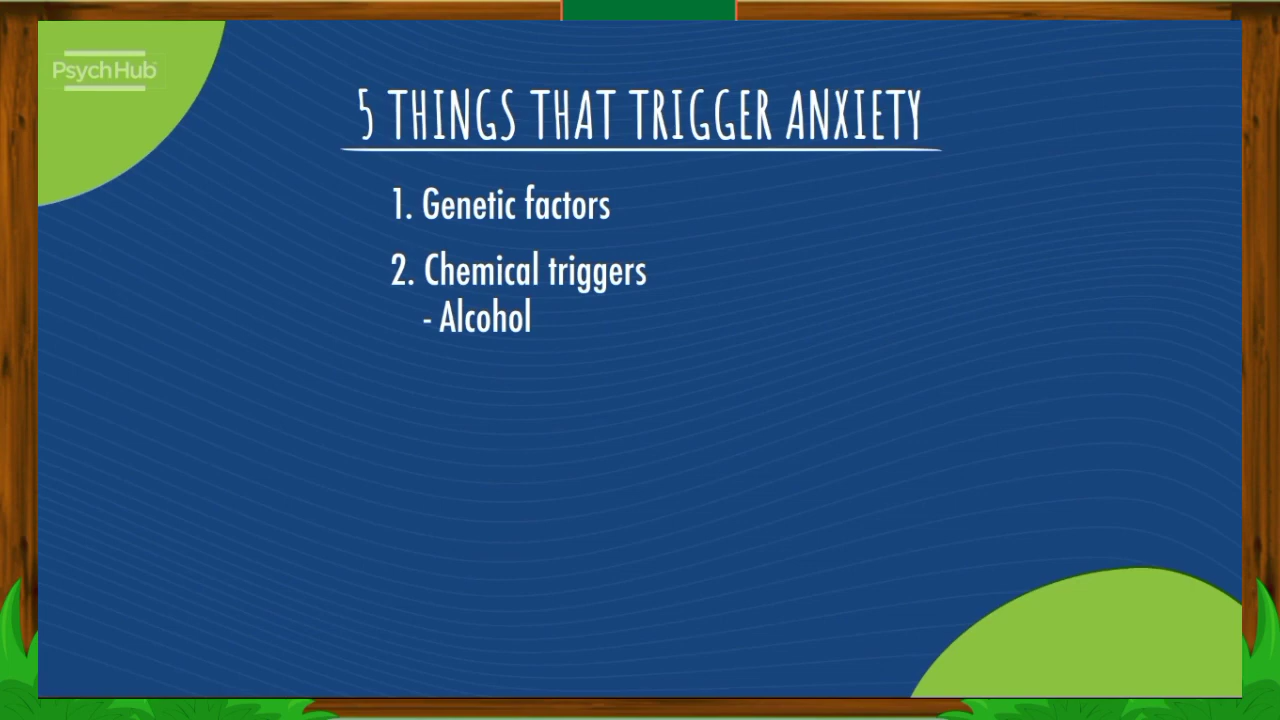 PsychHub
5 THINGS THAT TRIGGER ANXIETY
1. Genetic factors
2. Chemical triggers
- Alcohol